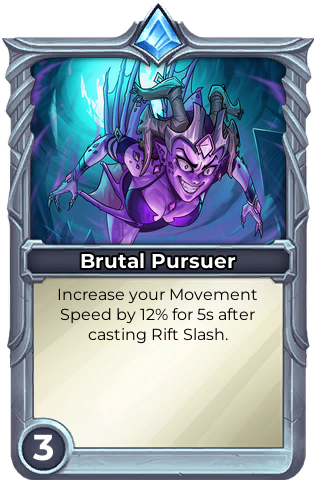 Brutal Pursuer
Increase your Movement
Speed by 12% for 5s after
casting Rift Slash.
3